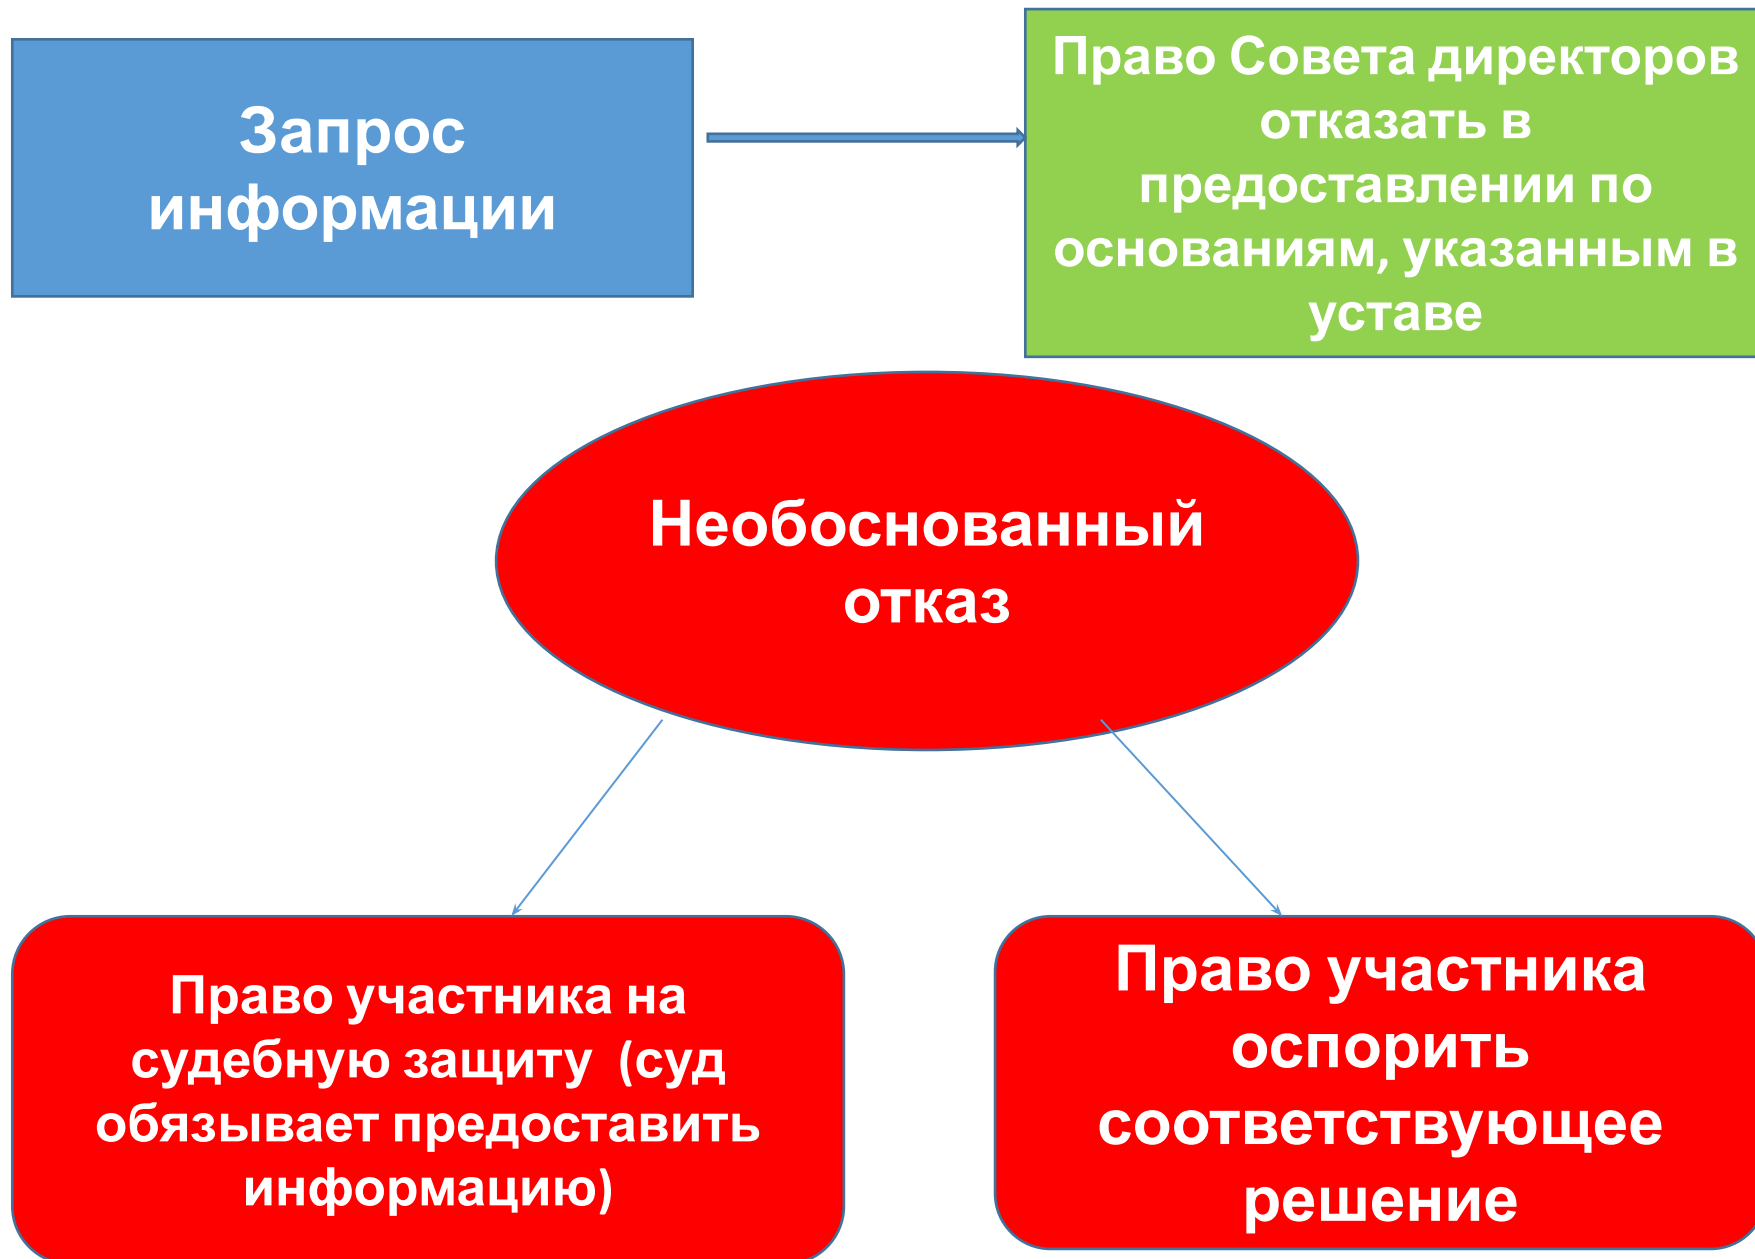 Запрос
информации
Право Совета директоров
отказать в
предоставлении по
основаниям, указанным в
уставе
Необоснованный
отказ
Право участника на
судебную защиту (суд
обязывает предоставить
информацию)
Право участника
оспорить
соответствующее
решение